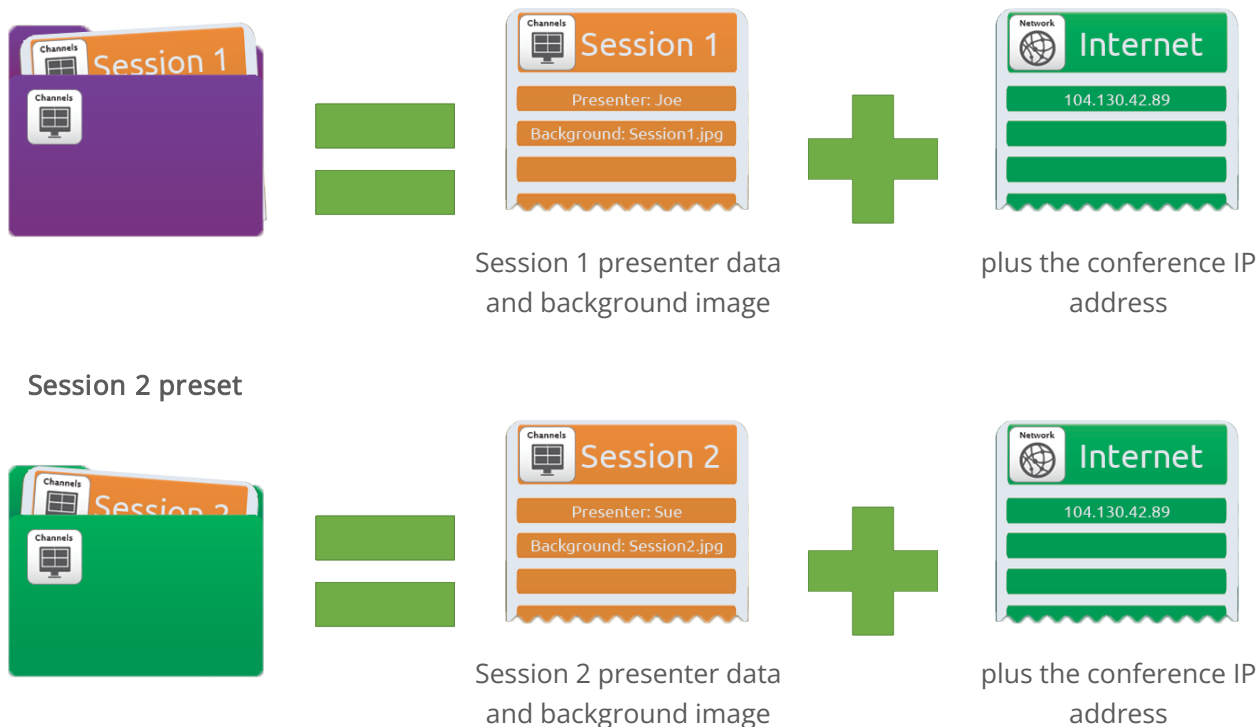 Channels
Session 1
Channels
Channels
Session 1
Presenter: Joe
Background: Session1.jpg
Network
Internet
104.130.42.89
Session 1 presenter data
and background image
plus the conference IP
address
Session 2 preset
Channels
Session 2
Channels
Channels
Session 2
Presenter: Sue
Background: Session2.jpg
Network
Internet
104.130.42.89
Session 2 presenter data
and background image
plus the conference IP
address